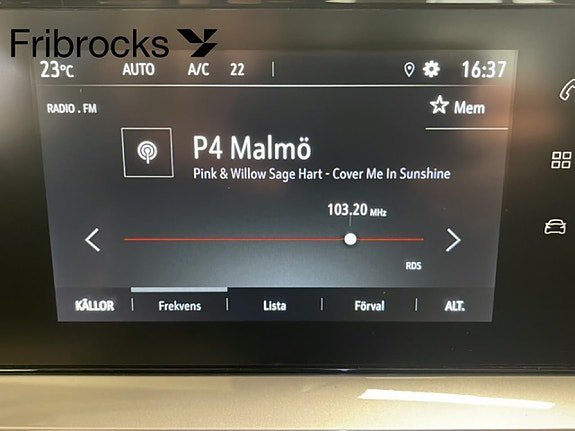 Fribrocks
23°C AUTO A/C 22 16:37
RADIO . FM
Mem
P4 Malmö
Pink & Willow Sage Hart - Cover Me In Sunshine
103.20 MHz
RDS
KÄLLOR Frekvens Lista Förval ALT.